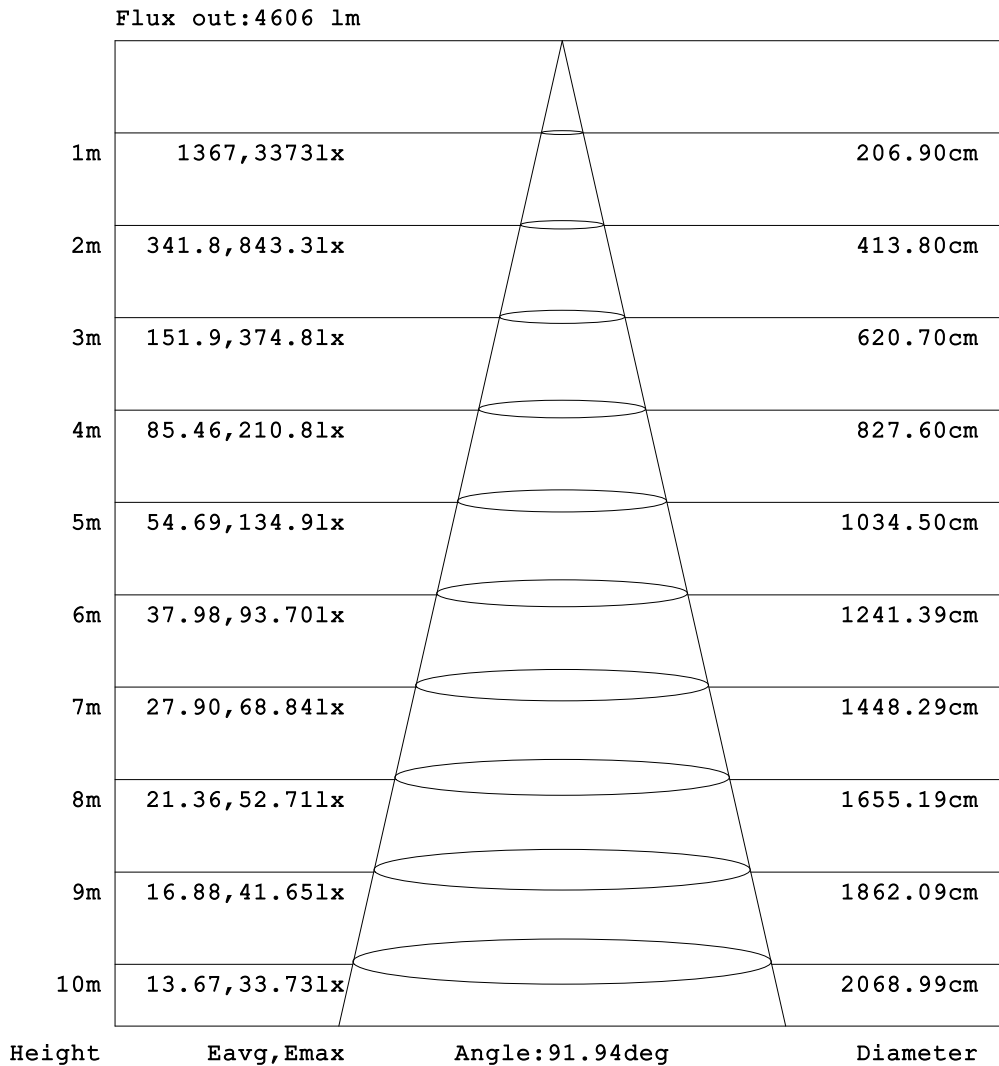 Flux out:4606 lm
1m 1367,3373lx 206.90cm
2m 341.8,843.3lx 413.80cm
3m 151.9,374.8lx 620.70cm
4m 85.46,210.8lx 827.60cm
5m 54.69,134.9lx 1034.50cm
6m 37.98,93.70lx 1241.39cm
7m 27.90,68.84lx 1448.29cm
8m 21.36,52.71lx 1655.19cm
9m 16.88,41.65lx 1862.09cm
10m 13.67,33.73lx 2068.99cm
Height Eavg,Emax Angle:91.94deg Diameter